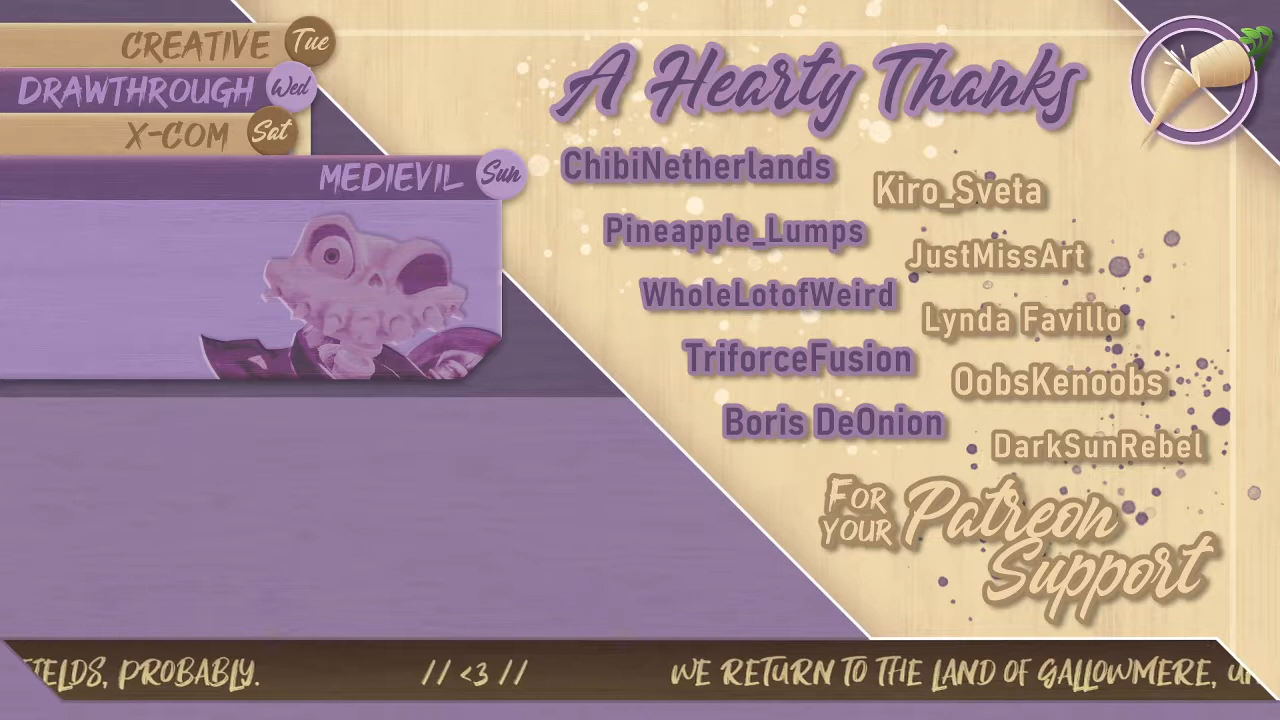 CREATIVE Tue
DRAWTHROUGH Wed
X-COM Sat
MEDIEVIL Sun
A Hearty Thanks
ChibiNetherlands
Kiro_Sveta
Pineapple_Lumps
JustMissArt
WholeLotofWeird
Lynda Favillo
TriforceFusion
OobsKenoobs
Boris DeOnion
DarkSunRebel
FOR YOUR Patreon Support
PROBABLY. // <3 // WE RETURN TO THE LAND OF GALLOWMERE,